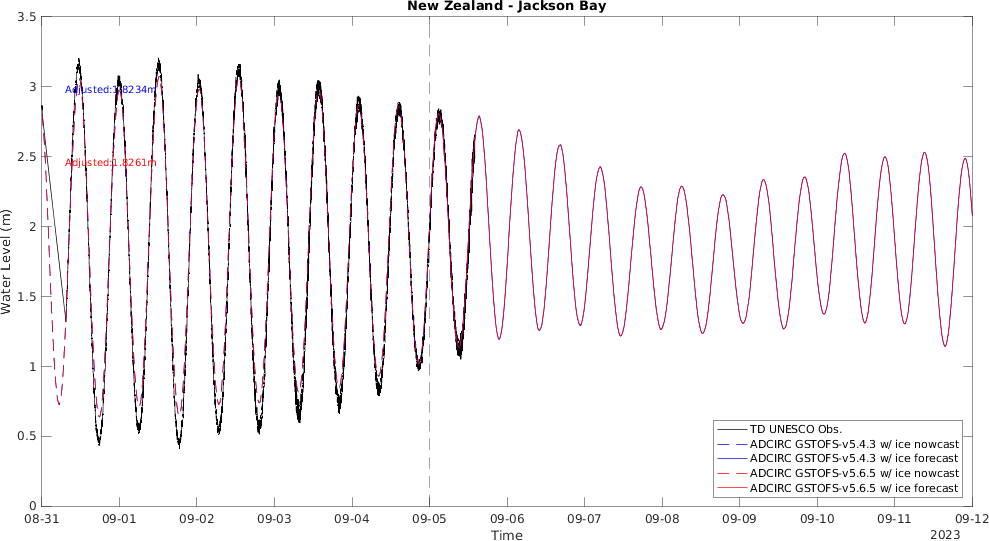 New Zealand - Jackson Bay
3.5
3
2.5
2
1.5
1
0.5
0
Water Level (m)
Adjusted:1.8234m
Adjusted:1.8261m
TD UNESCO Obs.
ADCIRC GSTOFS-v5.4.3 w/ ice nowcast
ADCIRC GSTOFS-v5.4.3 w/ ice forecast
ADCIRC GSTOFS-v5.6.5 w/ ice nowcast
ADCIRC GSTOFS-v5.6.5 w/ ice forecast
08-31 09-01 09-02 09-03 09-04 09-05 09-06 09-07 09-08 09-09 09-10 09-11 09-12
Time
2023